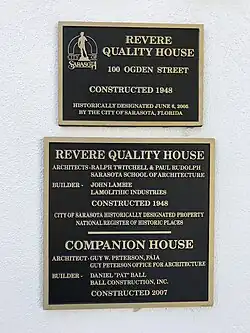 SARASOTA
REVERE
QUALITY HOUSE
100 OGDEN STREET
CONSTRUCTED 1948
HISTORICALLY DESIGNATED JUNE 6, 2005
BY THE CITY OF SARASOTA, FLORIDA
REVERE QUALITY HOUSE
ARCHITECTS-RALPH TWITCHELL & PAUL RUDOLPH
SARASOTA SCHOOL OF ARCHITECTURE
BUILDER - JOHN LAMBIE
LAMOLITHIC INDUSTRIES
CONSTRUCTED 1948
CITY OF SARASOTA HISTORICALLY DESIGNATED PROPERTY
NATIONAL REGISTER OF HISTORIC PLACES
COMPANION HOUSE
ARCHITECT-GUY W. PETERSON, FAIA
GUY PETERSON OFFICE FOR ARCHITECTURE
BUILDER - DANIEL "PAT" BALL
BALL CONSTRUCTION, INC.
CONSTRUCTED 2007